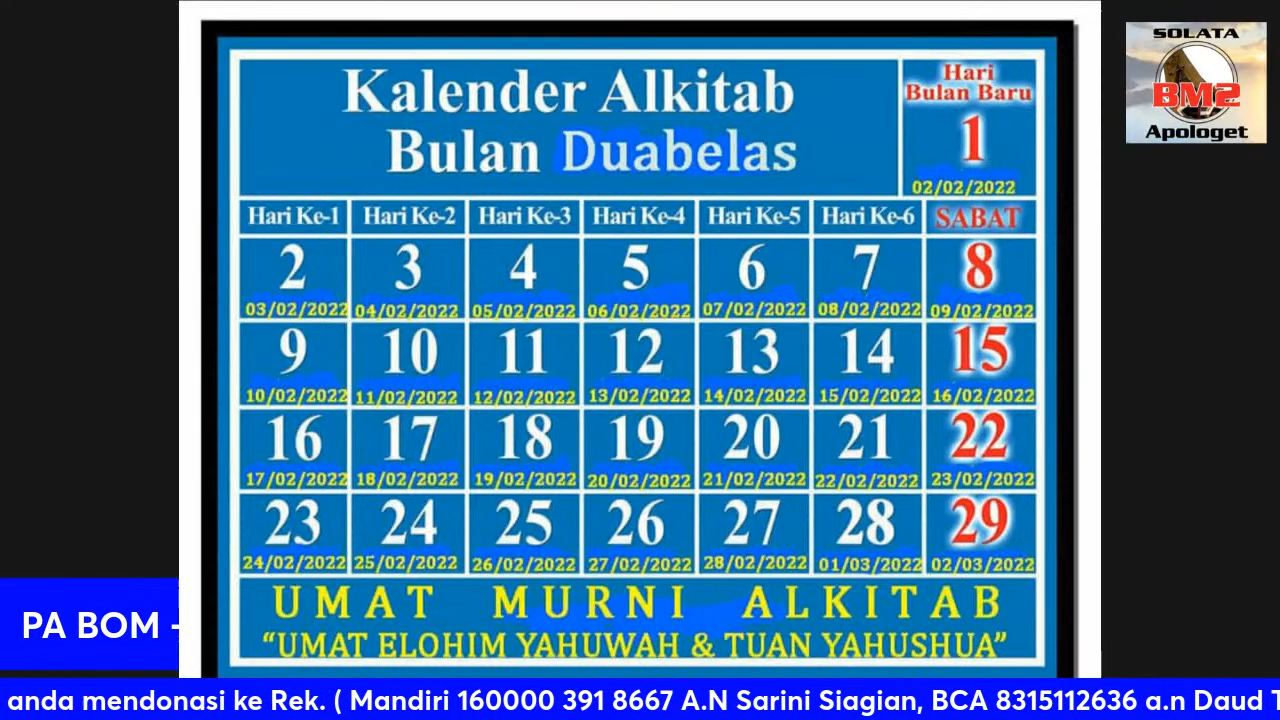 Kalender Alkitab
Bulan Duabelas
Hari
Bulan Baru
1
02/02/2022
SOLATA
BM2
Apologet
Hari Ke-1 Hari Ke-2 Hari Ke-3 Hari Ke-4 Hari Ke-5 Hari Ke-6 SABAT
2 3 4 5 6 7 8
03/02/2022 04/02/2022 05/02/2022 06/02/2022 07/02/2022 08/02/2022 09/02/2022
9 10 11 12 13 14 15
10/02/2022 11/02/2022 12/02/2022 13/02/2022 14/02/2022 15/02/2022 16/02/2022
16 17 18 19 20 21 22
17/02/2022 18/02/2022 19/02/2022 20/02/2022 21/02/2022 22/02/2022 23/02/2022
23 24 25 26 27 28 29
24/02/2022 25/02/2022 26/02/2022 27/02/2022 28/02/2022 01/03/2022 02/03/2022
UMAT MURNI ALKITAB
“UMAT ELOHIM YAHUWAH & TUAN YAHUSHUA”
PA BOM -
anda mendonasi ke Rek. ( Mandiri 160000 391 8667 A.N Sarini Siagian, BCA 8315112636 a.n Daud T